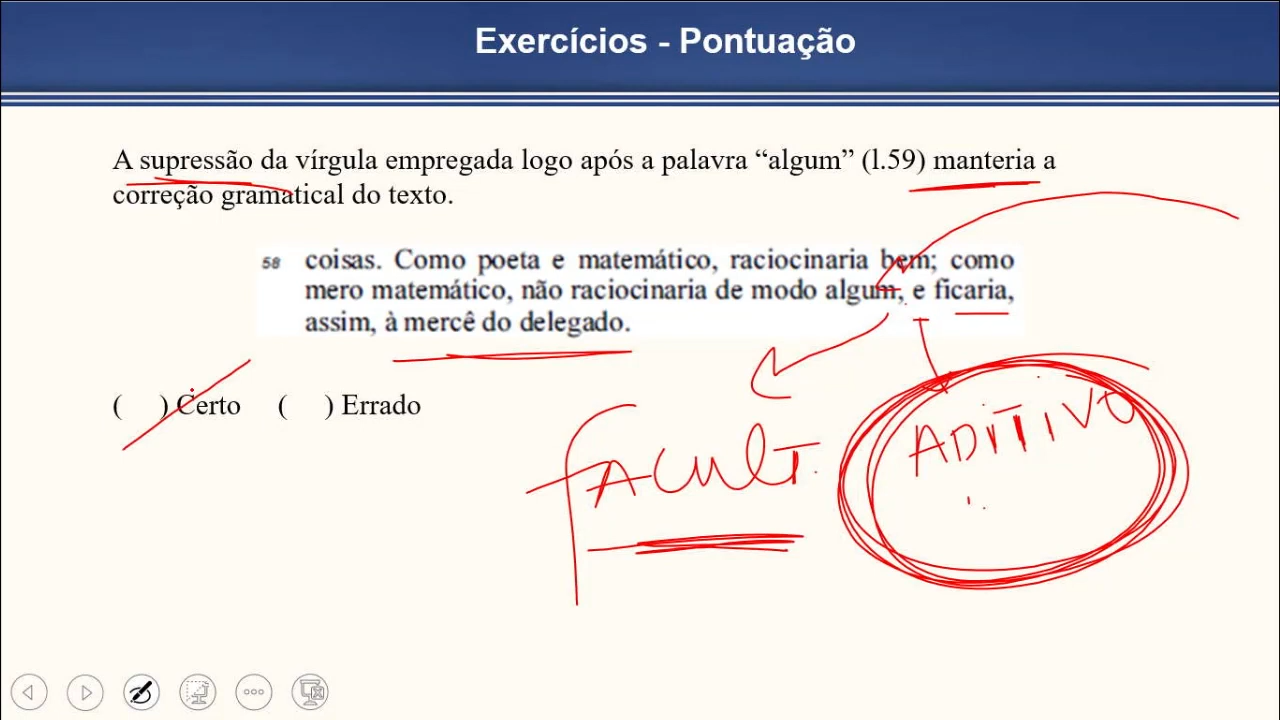 Exercícios - Pontuação
A supressão da vírgula empregada logo após a palavra “algum” (l.59) manteria a
correção gramatical do texto.
58 coisas. Como poeta e matemático, raciocinaria bem; como
mero matemático, não raciocinaria de modo algum, e ficaria,
assim, à mercê do delegado.
( ) Certo ( ) Errado
ADITIVO
FACULT.